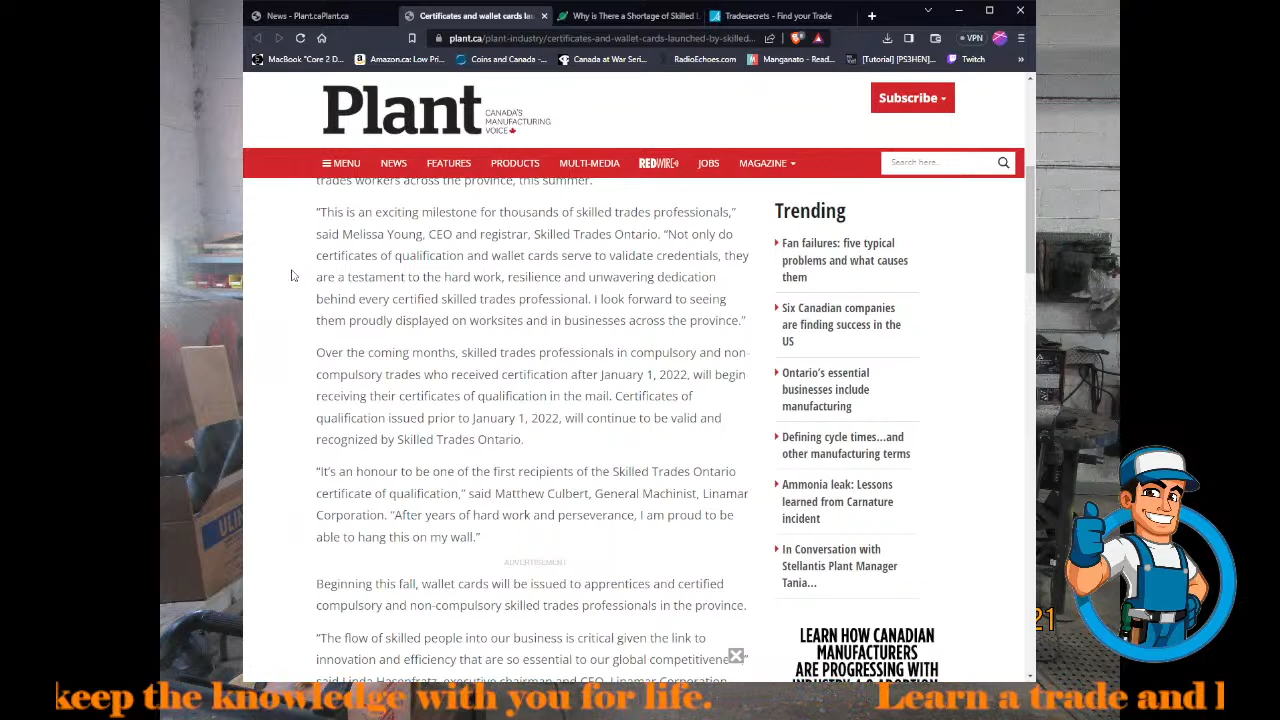 News - Plant.caPlant.ca
Certificates and wallet cards lau
Why is There a Shortage of Skilled L
Tradesecrets - Find your Trade
plant.ca/plant-industry/certificates-and-wallet-cards-launched-by-skilled...
VPN
MacBook "Core 2 D...
Amazon.ca: Low Pri...
Coins and Canada -...
Canada at War Seri...
RadioEchoes.com
Manganato - Read...
[Tutorial] [PS3HEN]...
Twitch
»
Plant
CANADA'S
MANUFACTURING
VOICE
Subscribe
MENU
NEWS
FEATURES
PRODUCTS
MULTI-MEDIA
REDWIRE
JOBS
MAGAZINE
Search here..
trades workers across the province, this summer.
“This is an exciting milestone for thousands of skilled trades professionals,”
said Melissa Young, CEO and registrar, Skilled Trades Ontario. “Not only do
certificates of qualification and wallet cards serve to validate credentials, they
are a testament to the hard work, resilience and unwavering dedication
behind every certified skilled trades professional. I look forward to seeing
them proudly displayed on worksites and in businesses across the province.”
Over the coming months, skilled trades professionals in compulsory and non-
compulsory trades who received certification after January 1, 2022, will begin
receiving their certificates of qualification in the mail. Certificates of
qualification issued prior to January 1, 2022, will continue to be valid and
recognized by Skilled Trades Ontario.
“It’s an honour to be one of the first recipients of the Skilled Trades Ontario
certificate of qualification,” said Matthew Culbert, General Machinist, Linamar
Corporation. “After years of hard work and perseverance, I am proud to be
able to hang this on my wall.”
ADVERTISEMENT
Beginning this fall, wallet cards will be issued to apprentices and certified
compulsory and non-compulsory skilled trades professionals in the province.
“The flow of skilled people into our business is critical given the link to
innovation and efficiency that are so essential to our global competitivene
said Linda Hasenfratz, executive chairman and CEO, Linamar Corporation
Trending
Fan failures: five typical
problems and what causes
them
Six Canadian companies
are finding success in the
US
Ontario’s essential
businesses include
manufacturing
Defining cycle times...and
other manufacturing terms
Ammonia leak: Lessons
learned from Carnature
incident
In Conversation with
Stellantis Plant Manager
Tania...
LEARN HOW CANADIAN
MANUFACTURERS
ARE PROGRESSING WITH
INDUSTRY 4.0 ADOPTION
21
keep the knowledge with you for life.
Learn a trade and